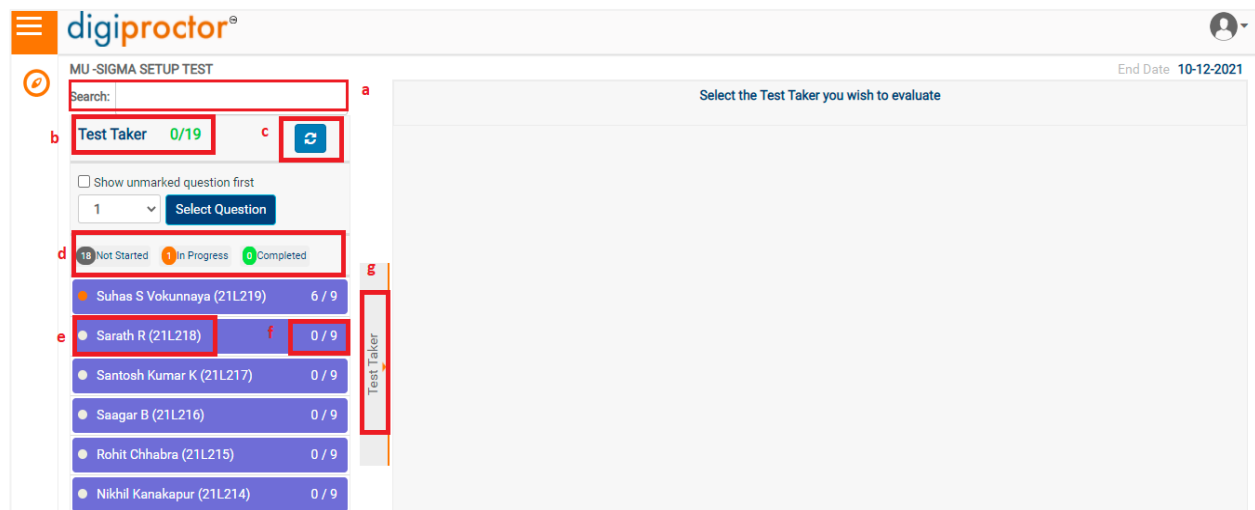 digiproctor®
MU -SIGMA SETUP TEST
End Date 10-12-2021
Search:
a
Select the Test Taker you wish to evaluate
b
Test Taker 0/19
c
Show unmarked question first
1
Select Question
d
18 Not Started 1 In Progress 0 Completed
g
Suhas S Vokunnaya (21L219) 6 / 9
e
Sarath R (21L218)
f
0 / 9
Test Taker
Santosh Kumar K (21L217) 0 / 9
Saagar B (21L216) 0 / 9
Rohit Chhabra (21L215) 0 / 9
Nikhil Kanakapur (21L214) 0 / 9